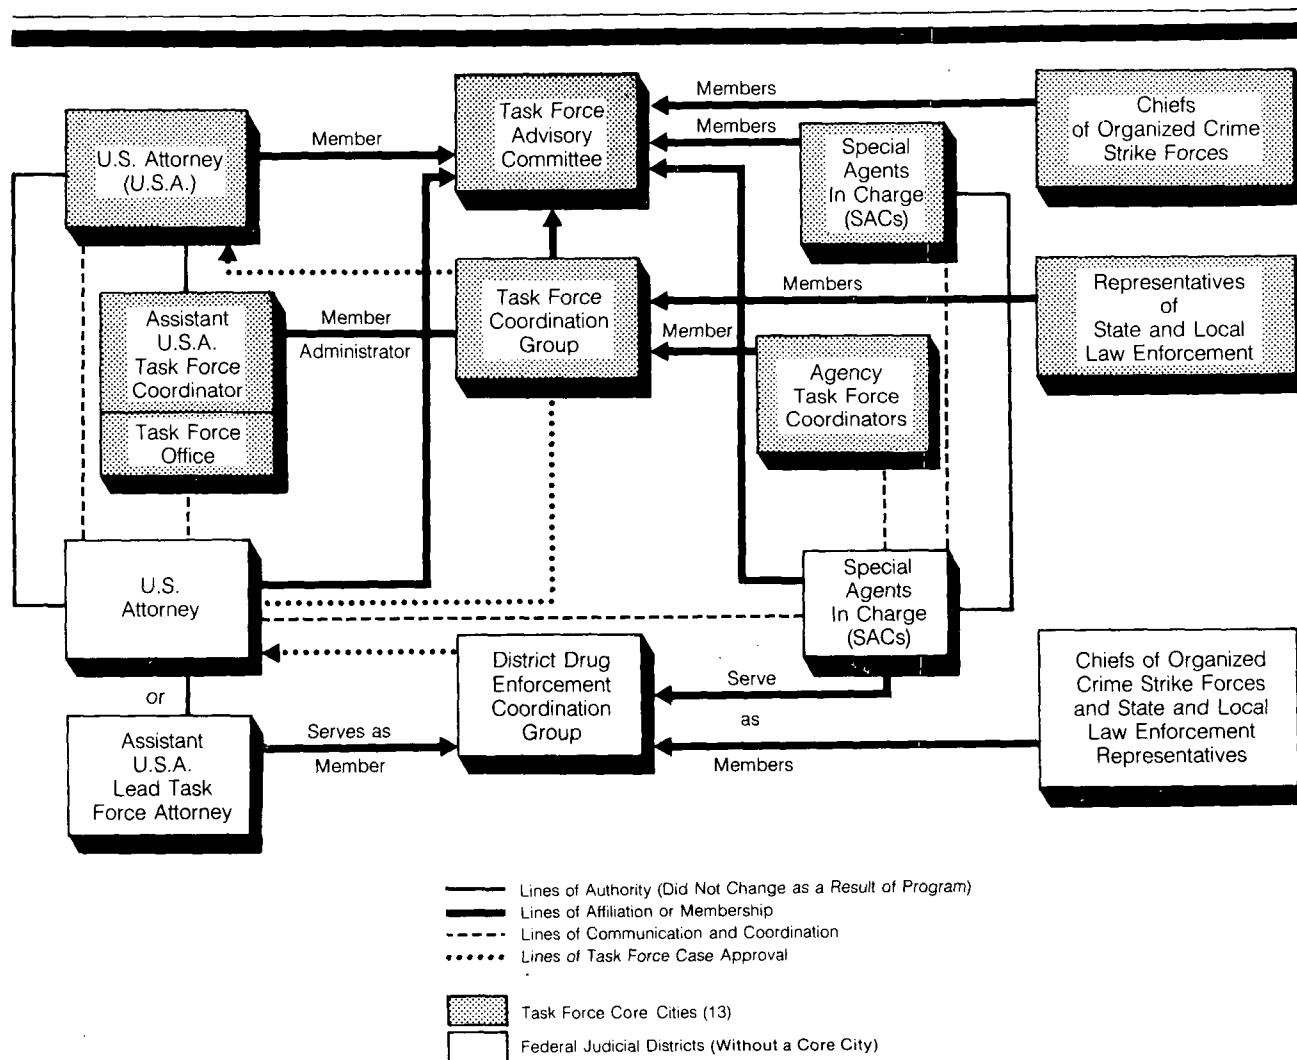 Members
Task Force
Advisory
Committee
Chiefs
of Organized Crime
Strike Forces
Member
Members
U.S. Attorney
(U.S.A.)
Special
Agents
In Charge
(SACs)
Task Force
Coordination
Group
Members
Representatives
of
State and Local
Law Enforcement
Assistant
U.S.A.
Task Force
Coordinator
Member
Administrator
Member
Agency
Task Force
Coordinators
Task Force
Office
U.S.
Attorney
Special
Agents
In Charge
(SACs)
District Drug
Enforcement
Coordination
Group
Serve
as
Members
Chiefs of Organized
Crime Strike Forces
and State and Local
Law Enforcement
Representatives
or
Assistant
U.S.A.
Lead Task
Force Attorney
Serves as
Member
Lines of Authority (Did Not Change as a Result of Program)
Lines of Affiliation or Membership
Lines of Communication and Coordination
Lines of Task Force Case Approval
Task Force Core Cities (13)
Federal Judicial Districts (Without a Core City)